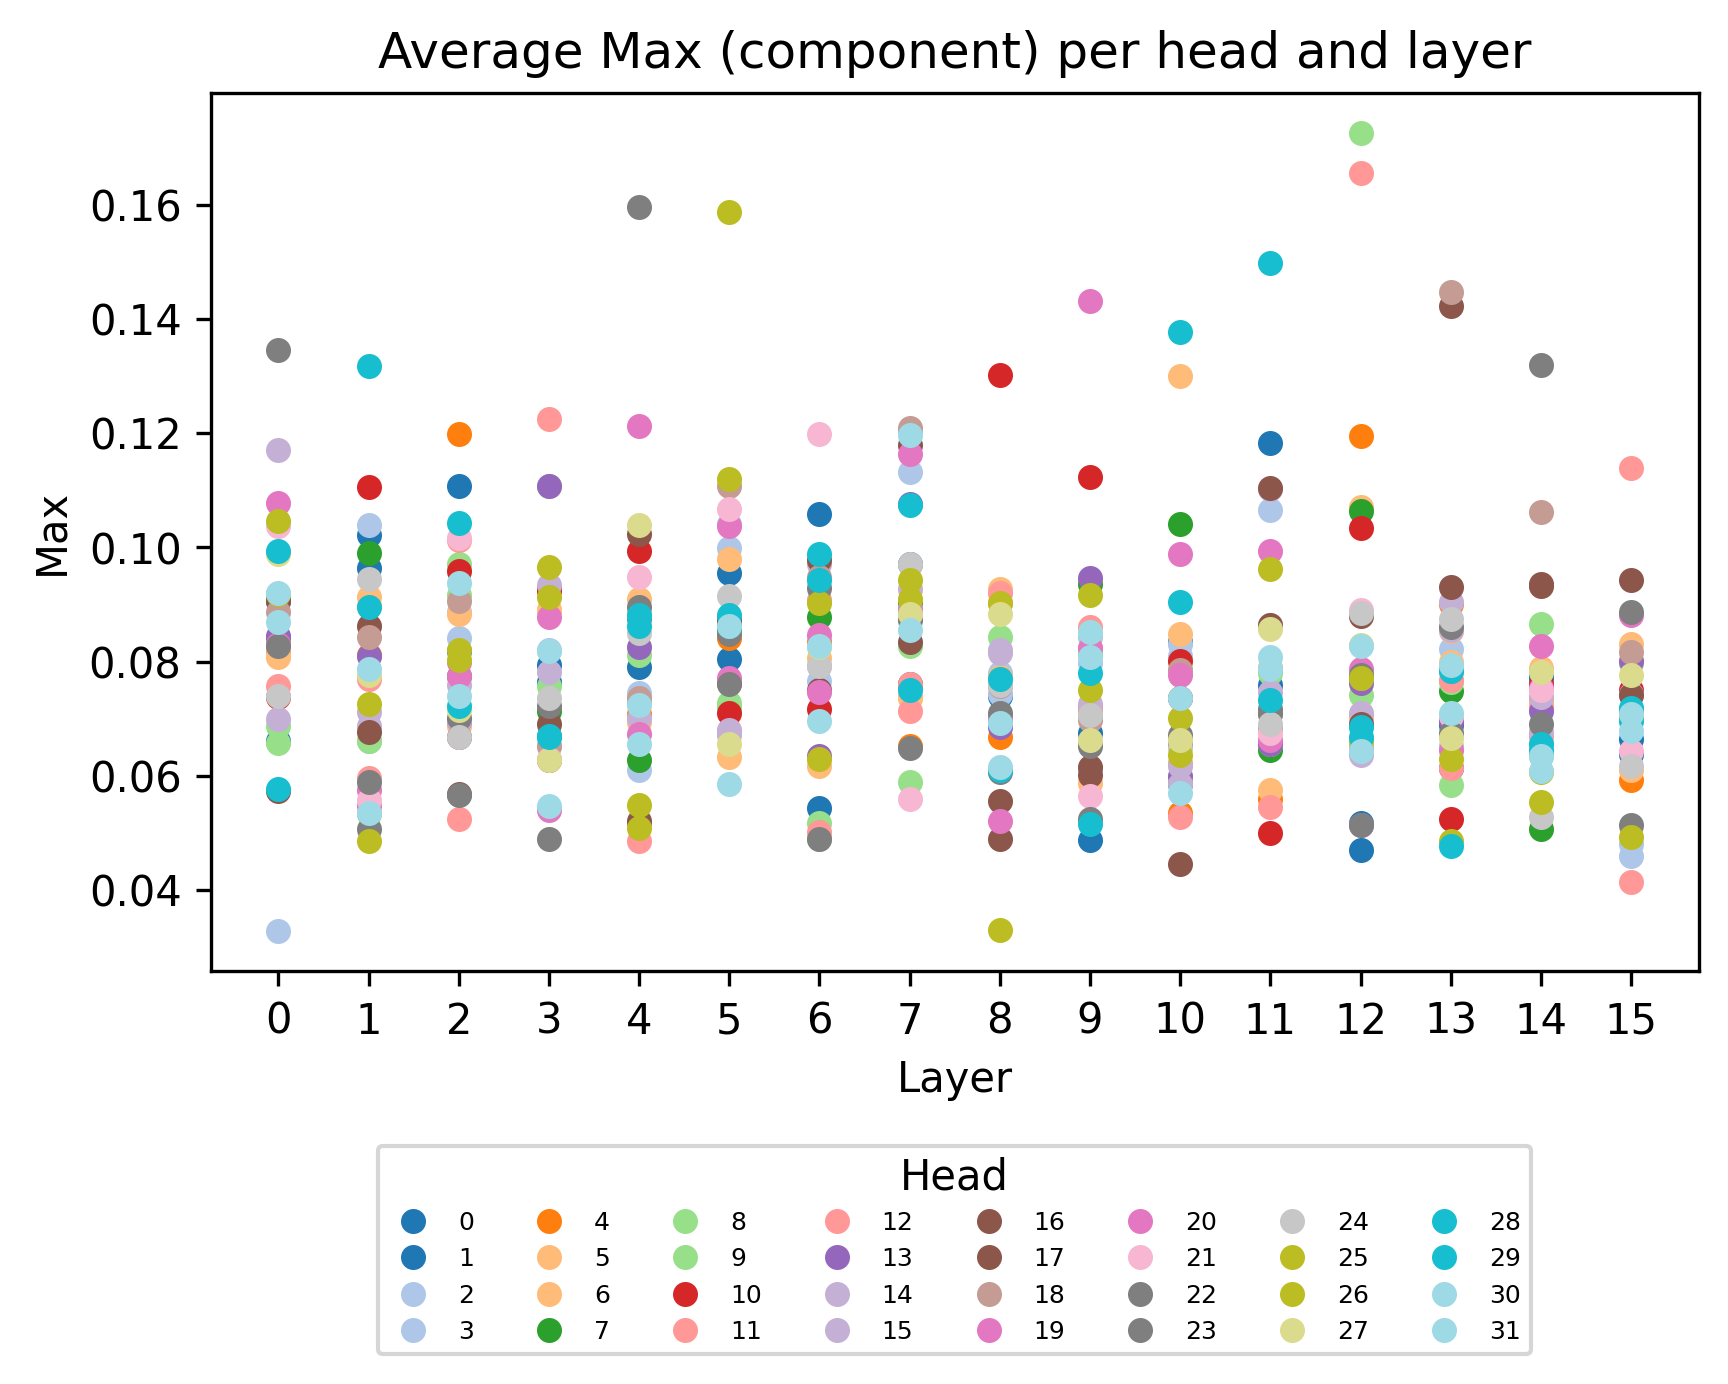 Average Max (component) per head and layer
Max
0.16
0.14
0.12
0.10
0.08
0.06
0.04
0 1 2 3 4 5 6 7 8 9 10 11 12 13 14 15
Layer
Head
0 4 8 12 16 20 24 28
1 5 9 13 17 21 25 29
2 6 10 14 18 22 26 30
3 7 11 15 19 23 27 31